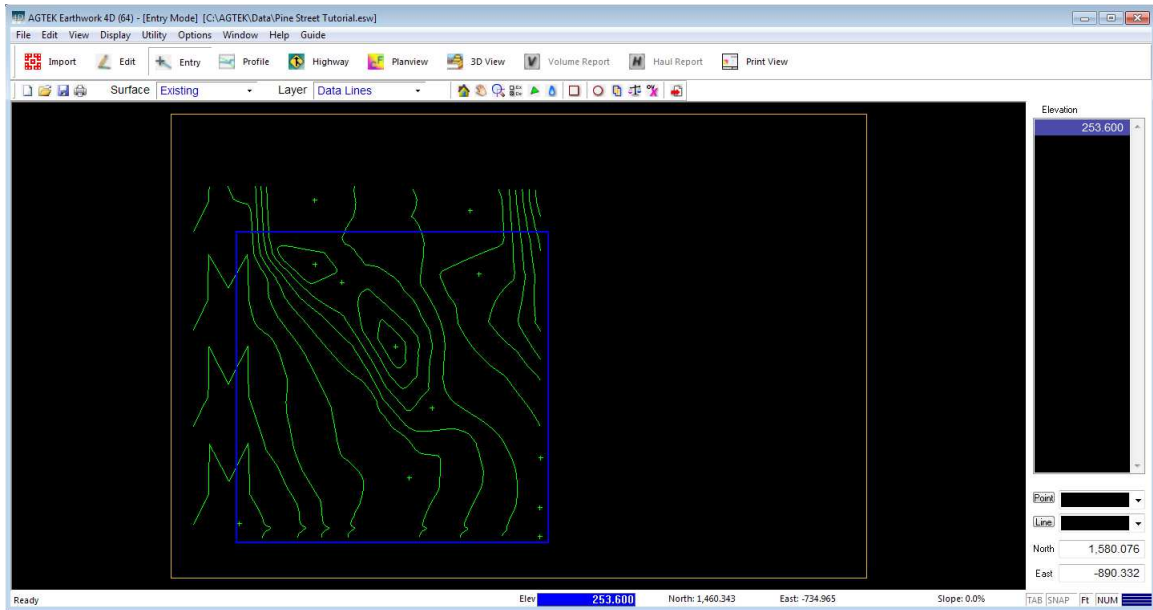 AGTEK Earthwork 4D (64) - [Entry Mode] [C:\AGTEK\Data\Pine Street Tutorial.esw]
File Edit View Display Utility Options Window Help Guide
Import Edit Entry Profile Highway Planview 3D View Volume Report Haul Report Print View
Surface Existing Layer Data Lines
Elevation
253.600
Point
Line
North 1,580.076
East -890.332
Ready Elev 253.600 North: 1,460.343 East: -734.965 Slope: 0.0% TAB SNAP Ft NUM